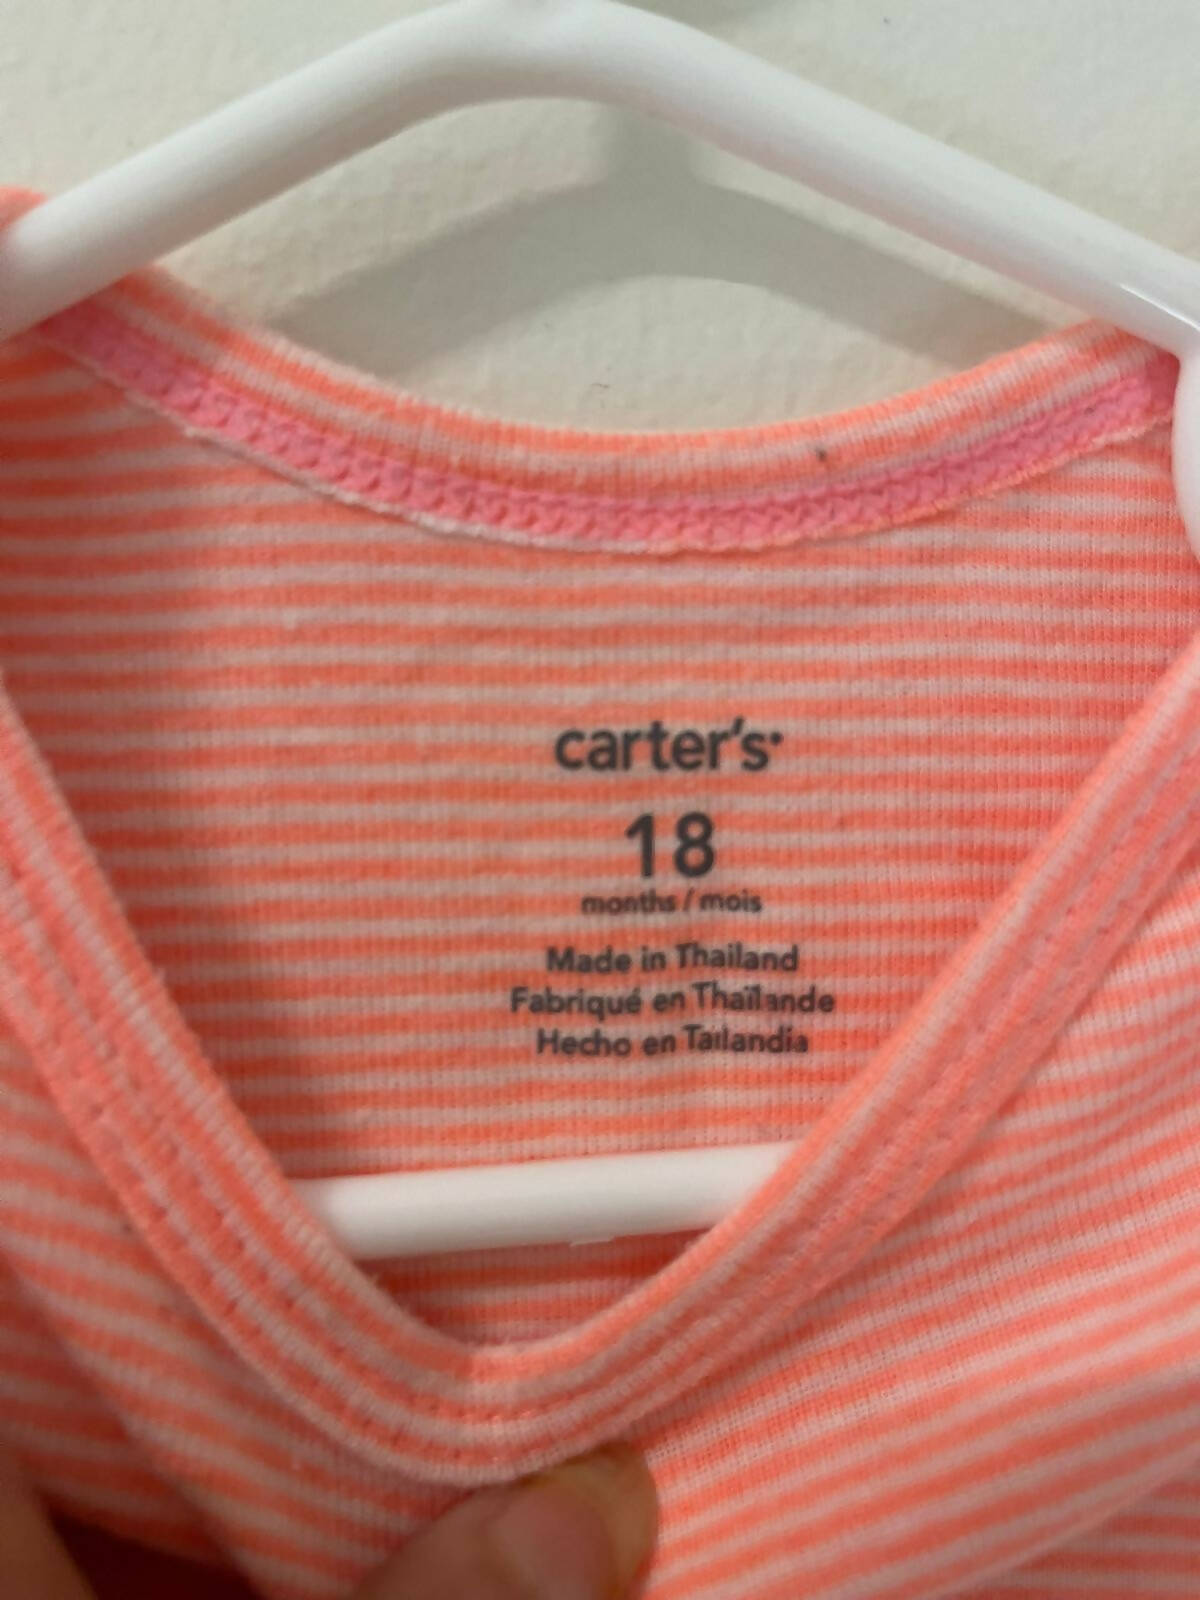 carter's
18
months / mois
Made in Thailand
Fabriqué en Thaïlande
Hecho en Tailandia